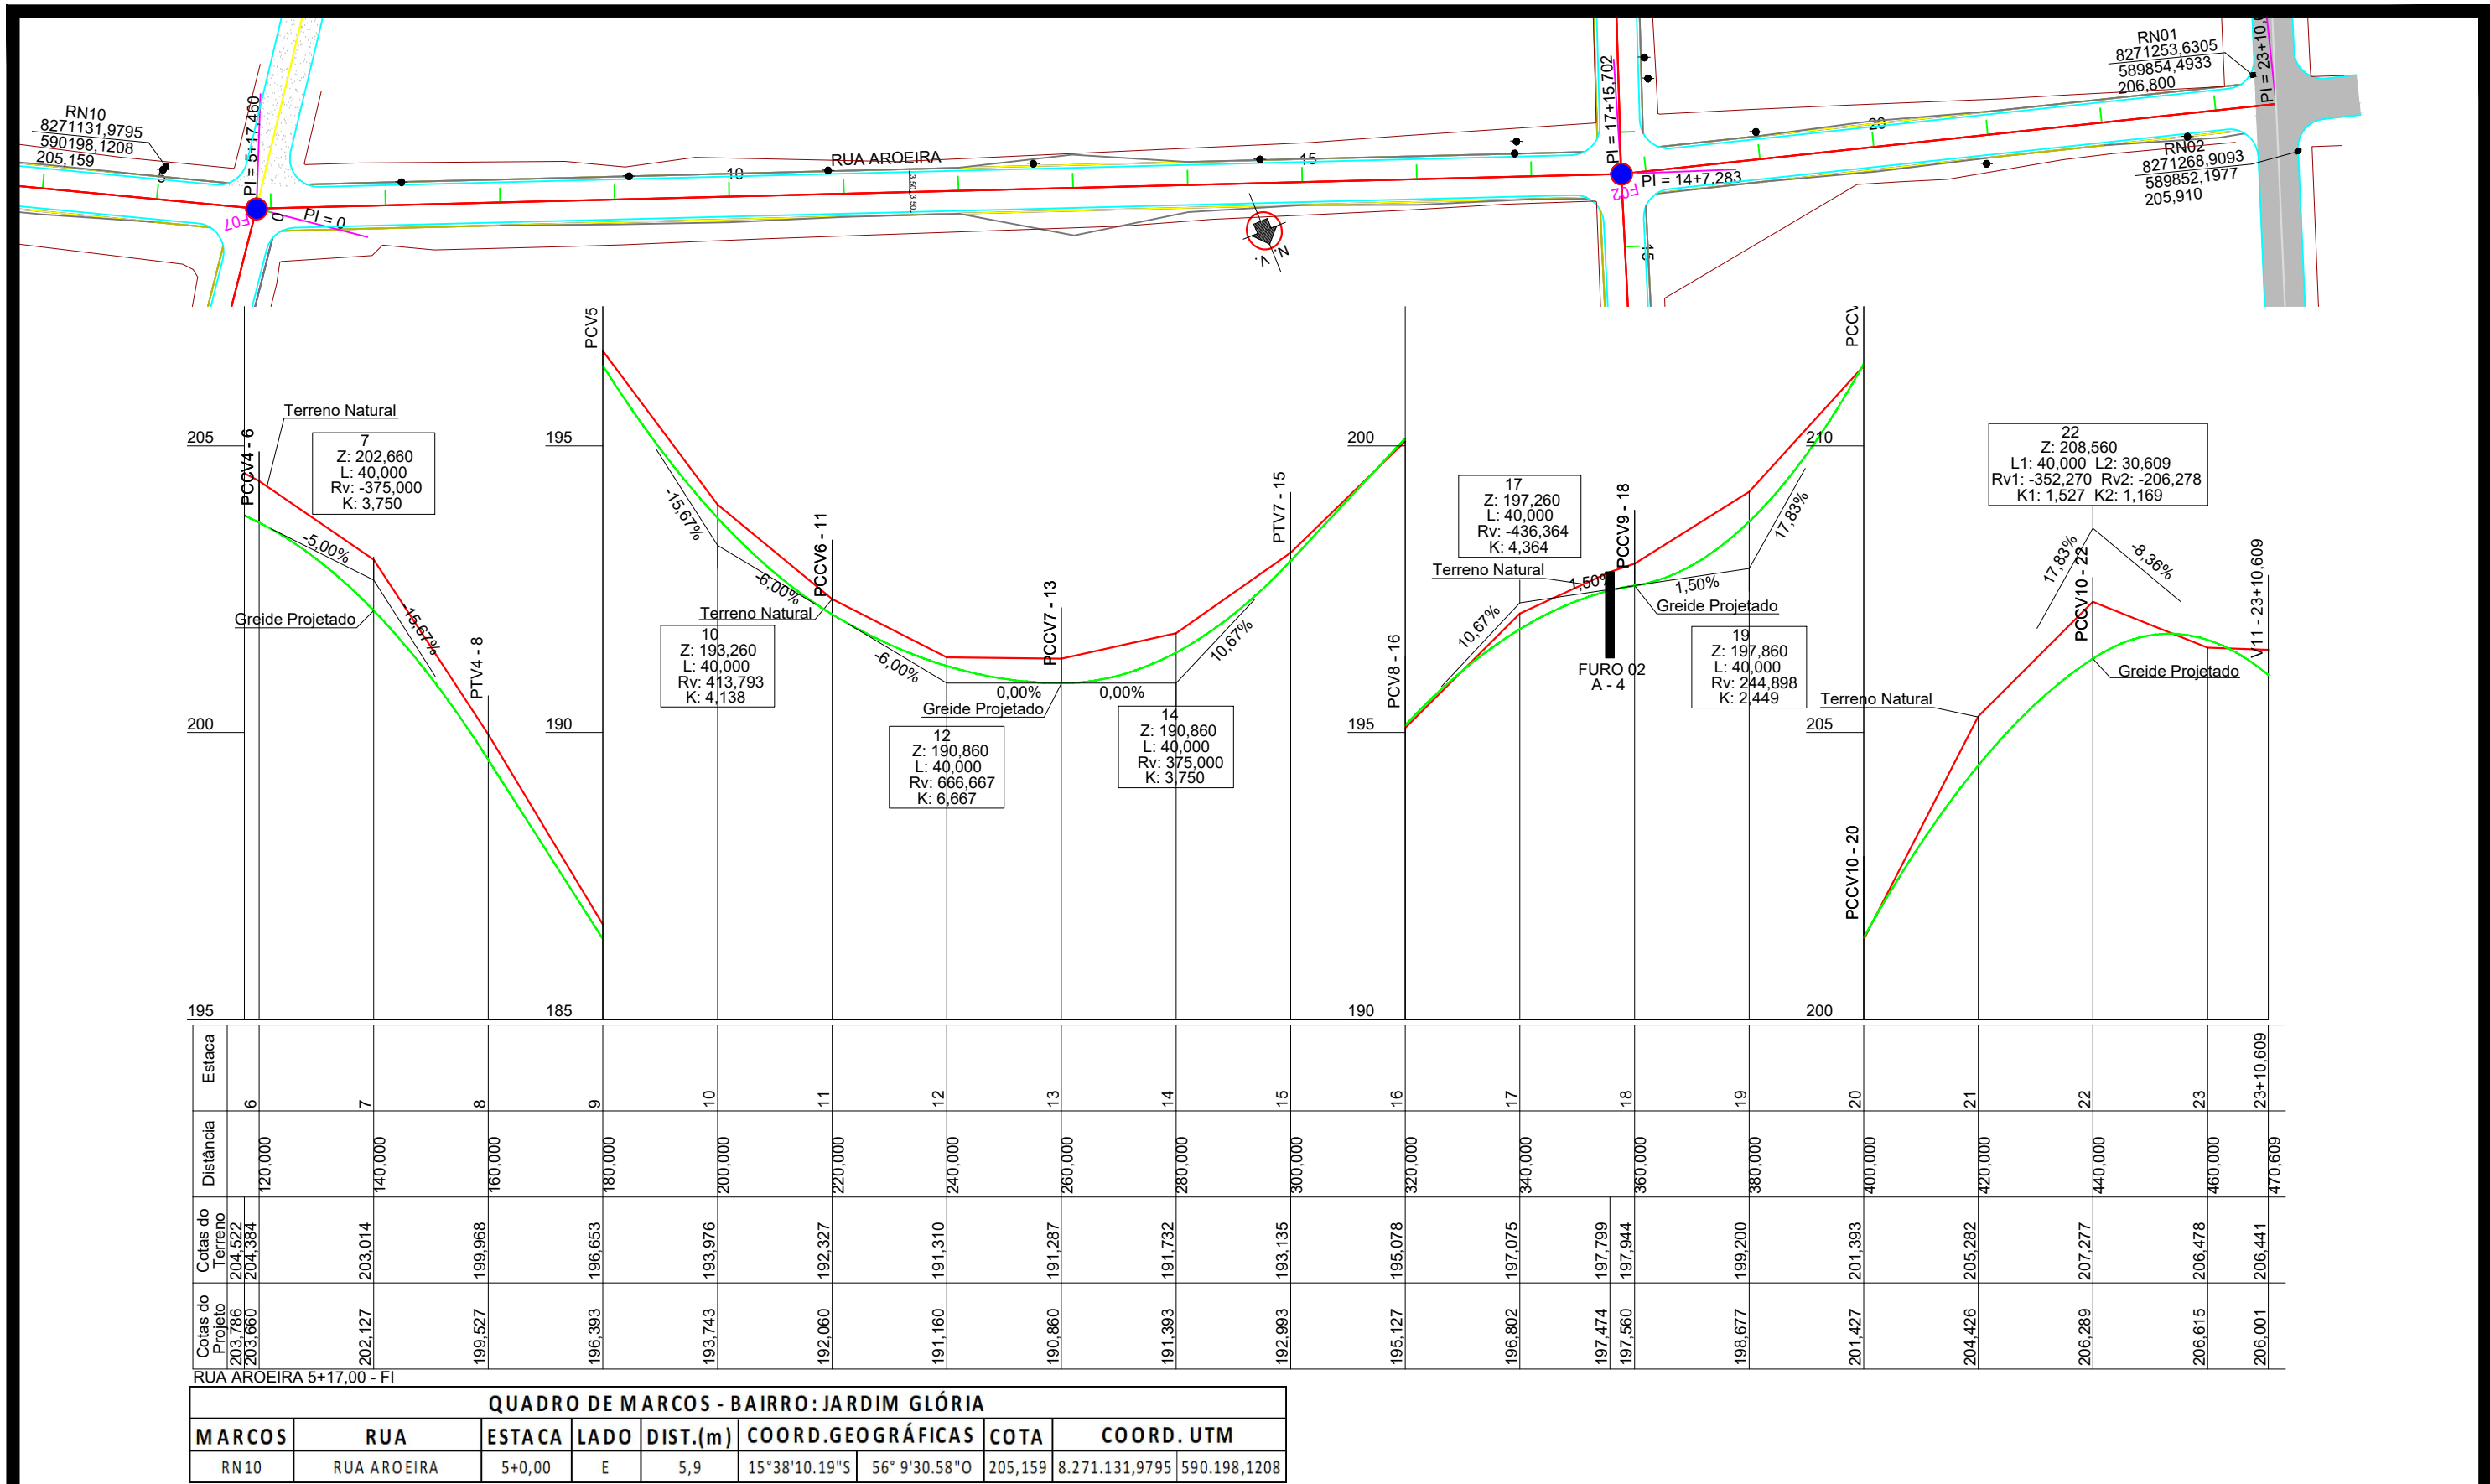 RN10
8271131,9795
590198,1208
205,159
PI = 5+17,460
F07
0
PI = 0
10
RUA AROEIRA
3.50
3.50
15
N.
V.
PI = 17+15,702
F02
PI = 14+7,283
15
20
RN01
8271253,6305
589854,4933
206,800
RN02
8271268,9093
589852,1977
205,910
205
200
195
PCCV4 - 6
Terreno Natural
7
Z: 202,660
L: 40,000
Rv: -375,000
K: 3,750
-5,00%
Greide Projetado
-15,67%
PTV4 - 8
PCV5
195
190
185
-15,67%
-6,00%
Terreno Natural
10
Z: 193,260
L: 40,000
Rv: 413,793
K: 4,138
PCCV6 - 11
-6,00%
0,00%
Greide Projetado
12
Z: 190,860
L: 40,000
Rv: 666,667
K: 6,667
PCCV7 - 13
0,00%
14
Z: 190,860
L: 40,000
Rv: 375,000
K: 3,750
10,67%
PTV7 - 15
200
195
190
PCV8 - 16
10,67%
17
Z: 197,260
L: 40,000
Rv: -436,364
K: 4,364
Terreno Natural
1,50%
FURO 02
A - 4
PCCV9 - 18
1,50%
Greide Projetado
19
Z: 197,860
L: 40,000
Rv: 244,898
K: 2,449
17,83%
210
205
200
PCCV10 - 20
Terreno Natural
22
Z: 208,560
L1: 40,000 L2: 30,609
Rv1: -352,270 Rv2: -206,278
K1: 1,527 K2: 1,169
17,83%
-8,36%
PCCV10 - 22
Greide Projetado
V11 - 23+10,609
Estaca 6 7 8 9 10 11 12 13 14 15 16 17 18 19 20 21 22 23 23+10,609
Distância 120,000 140,000 160,000 180,000 200,000 220,000 240,000 260,000 280,000 300,000 320,000 340,000 360,000 380,000 400,000 420,000 440,000 460,000 470,609
Cotas do Terreno 204,522 204,384 203,014 199,968 196,653 193,976 192,327 191,310 191,287 191,732 193,135 195,078 197,075 197,799 197,944 199,200 201,393 205,282 207,277 206,478 206,441
Cotas do Projeto 203,786 203,660 202,127 199,527 196,393 193,743 192,060 191,160 190,860 191,393 192,993 195,127 196,802 197,474 197,560 198,677 201,427 204,426 206,289 206,615 206,001
RUA AROEIRA 5+17,00 - FI
QUADRO DE MARCOS - BAIRRO: JARDIM GLÓRIA
MARCOS RUA ESTACA LADO DIST.(m) COORD.GEOGRÁFICAS COTA COORD. UTM
RN10 RUA AROEIRA 5+0,00 E 5,9 15°38'10.19"S 56° 9'30.58"O 205,159 8.271.131,9795 590.198,1208